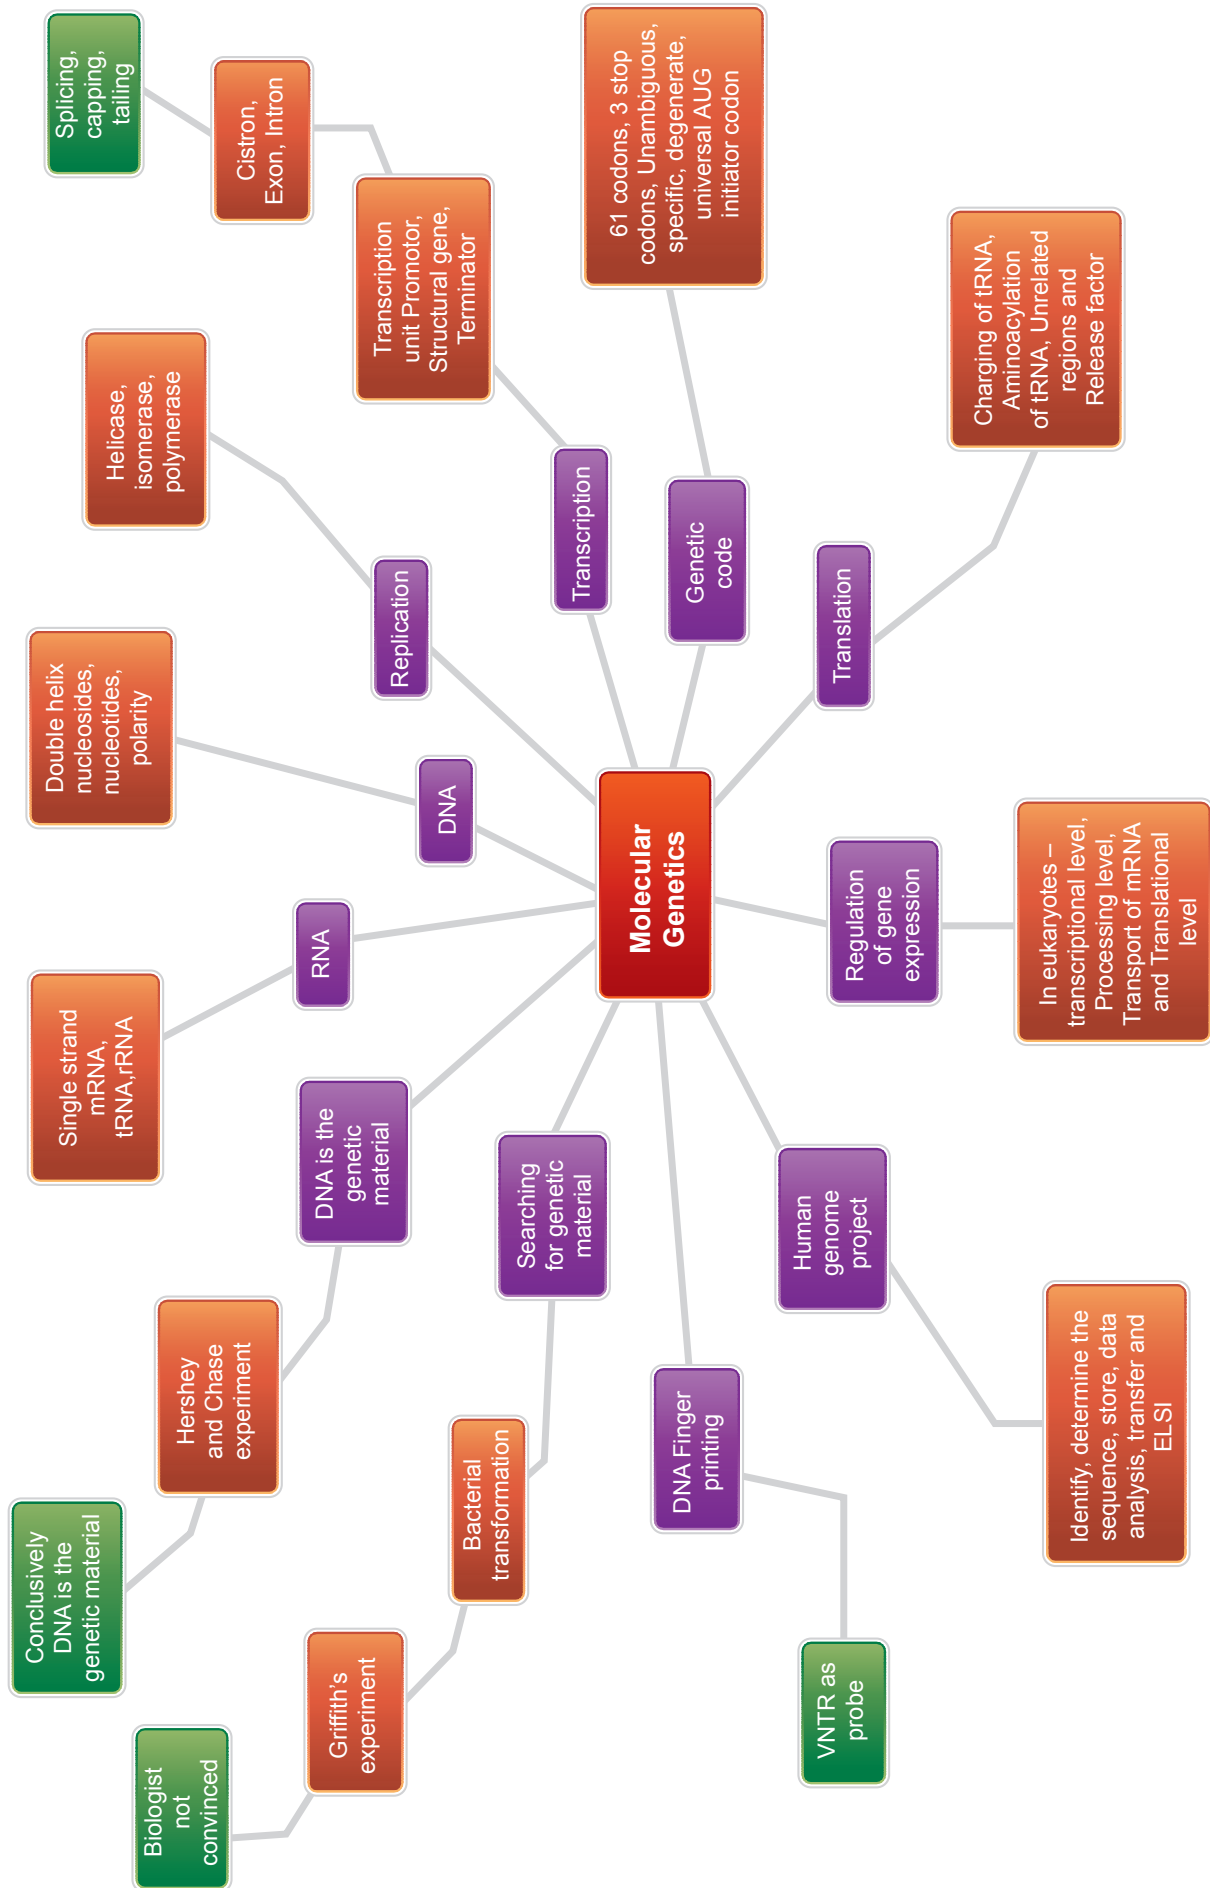 Molecular
Genetics
DNA
Double helix
nucleosides,
nucleotides,
polarity
Replication
Helicase,
isomerase,
polymerase
Transcription
Transcription
unit Promotor,
Structural gene,
Terminator
Cistron,
Exon, Intron
Splicing,
capping,
tailing
Genetic
code
61 codons, 3 stop
codons, Unambiguous,
specific, degenerate,
universal AUG
initiator codon
Translation
Charging of tRNA,
Aminoacylation
of tRNA, Unrelated
regions and
Release factor
Regulation
of gene
expression
In eukaryotes –
transcriptional level,
Processing level,
Transport of mRNA
and Translational
level
Human
genome
project
Identify, determine the
sequence, store, data
analysis, transfer and
ELSI
DNA Finger
printing
VNTR as
probe
Searching
for genetic
material
Bacterial
transformation
Griffith's
experiment
Biologist
not
convinced
DNA is the
genetic
material
Hershey
and Chase
experiment
Conclusively
DNA is the
genetic material
RNA
Single strand
mRNA,
tRNA,rRNA